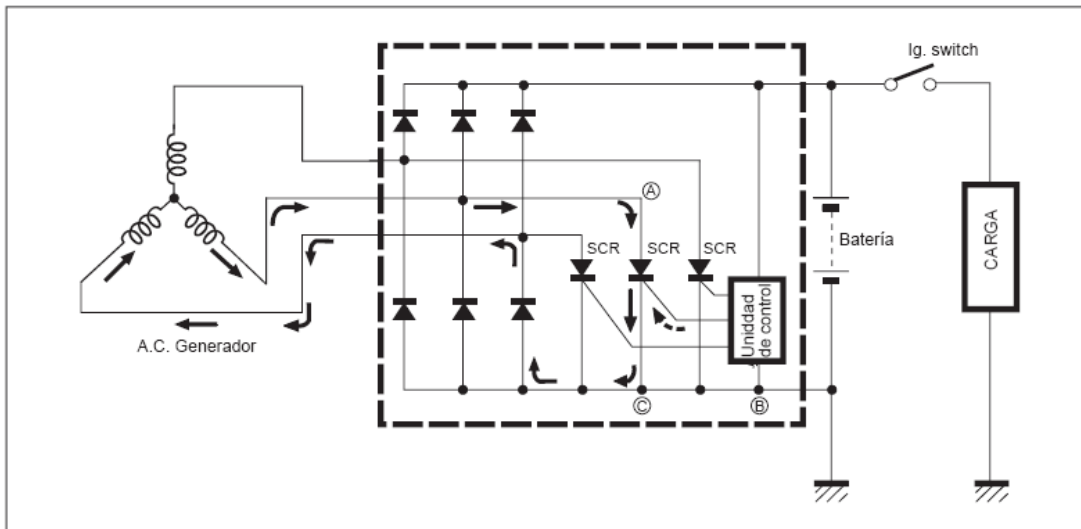 Ig. switch
A
SCR
SCR
SCR
Batería
CARGA
Uniddad
de control
A.C. Generador
C
B